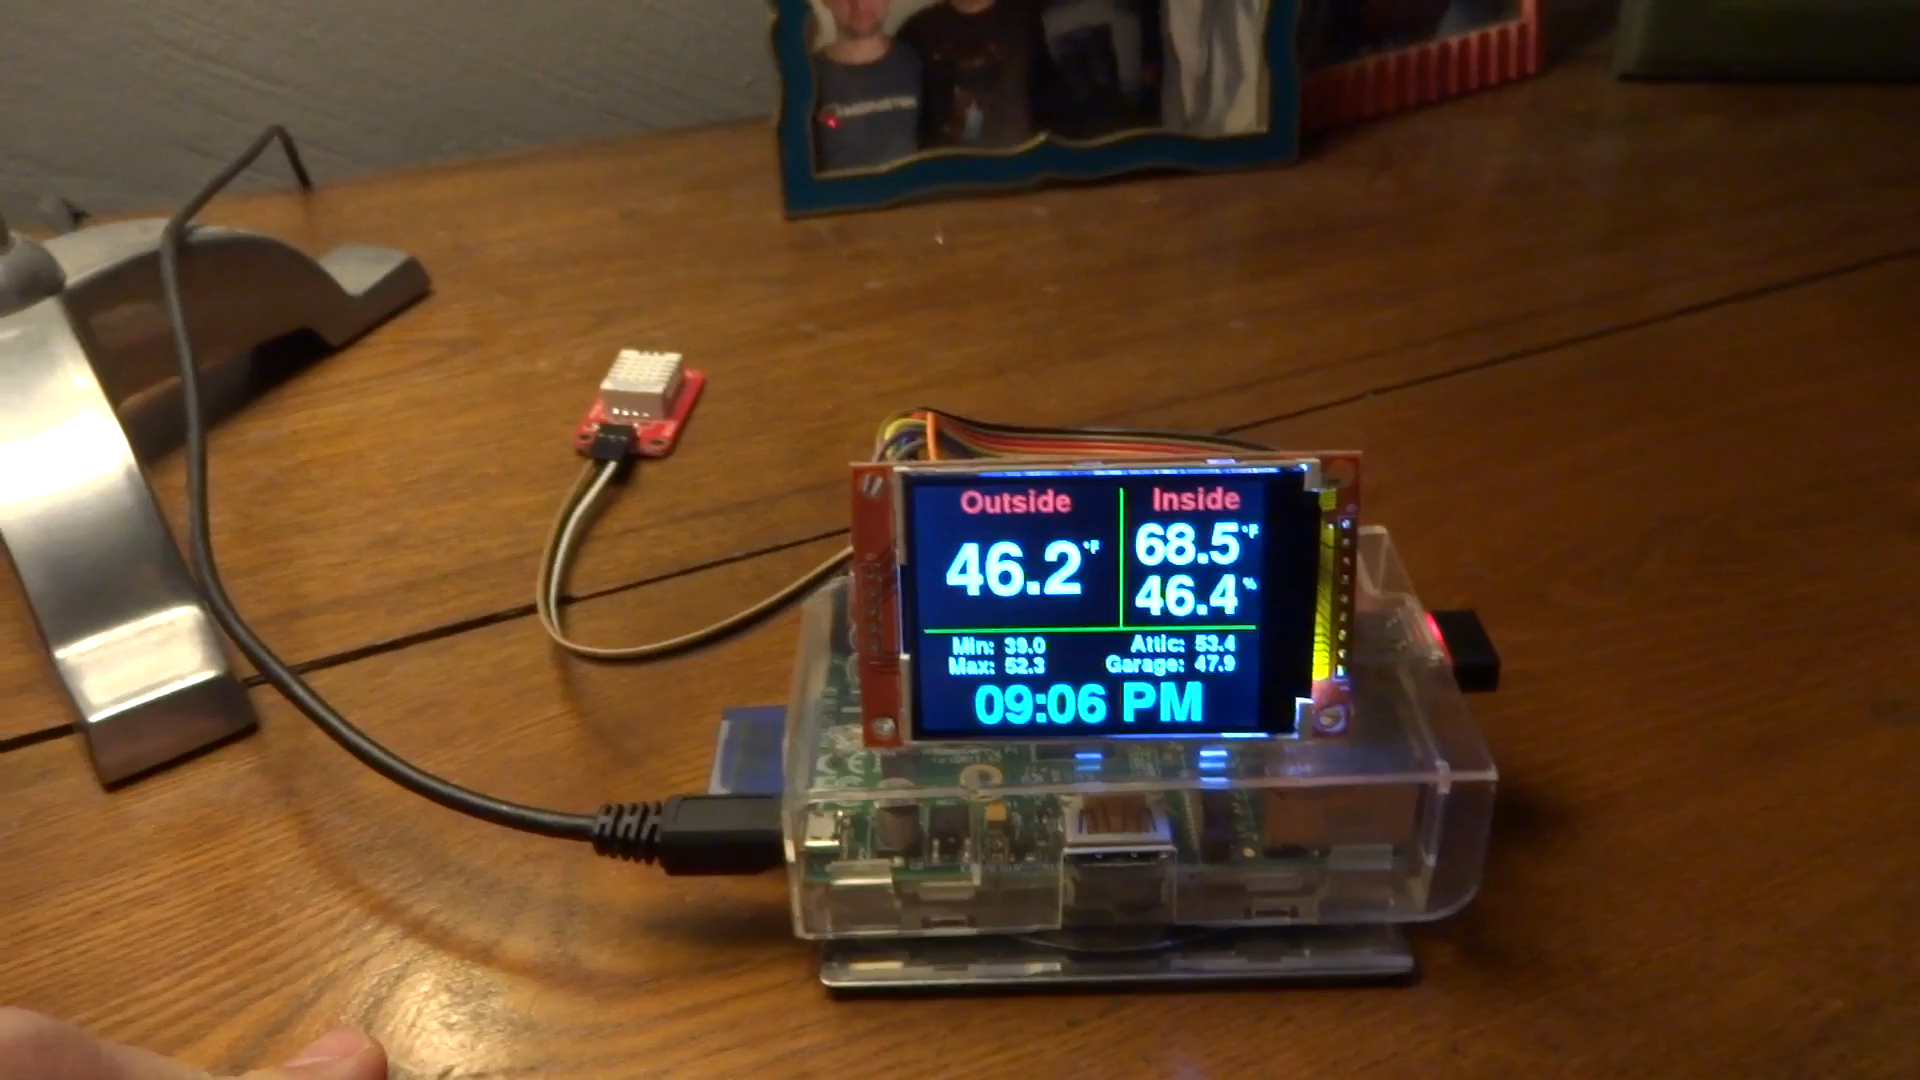 Outside
46.2°F
Inside
68.5°F
46.4%
Min: 39.0
Max: 52.3
Attic: 53.4
Garage: 47.9
09:06 PM